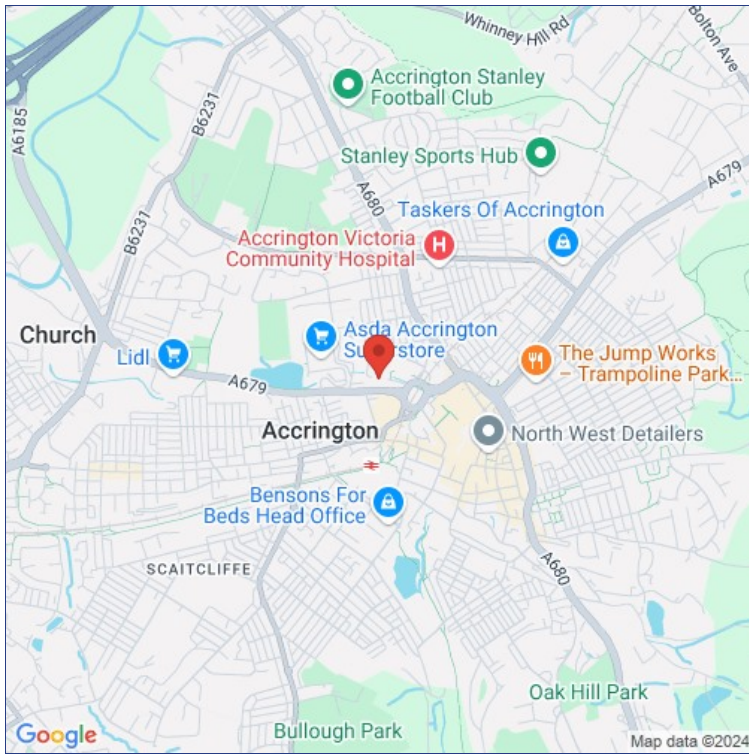 Whinney Hill Rd
Bolton Ave
Accrington Stanley
Football Club
A6185
B6231
Stanley Sports Hub
A679
A680
B6231
Taskers Of Accrington
Accrington Victoria
Community Hospital
H
Church
Lidl
Asda Accrington
Superstore
The Jump Works
– Trampoline Park...
A679
Accrington
North West Detailers
Bensons For
Beds Head Office
SCAITCLIFFE
A680
Oak Hill Park
Bullough Park
Google
Map data ©2024